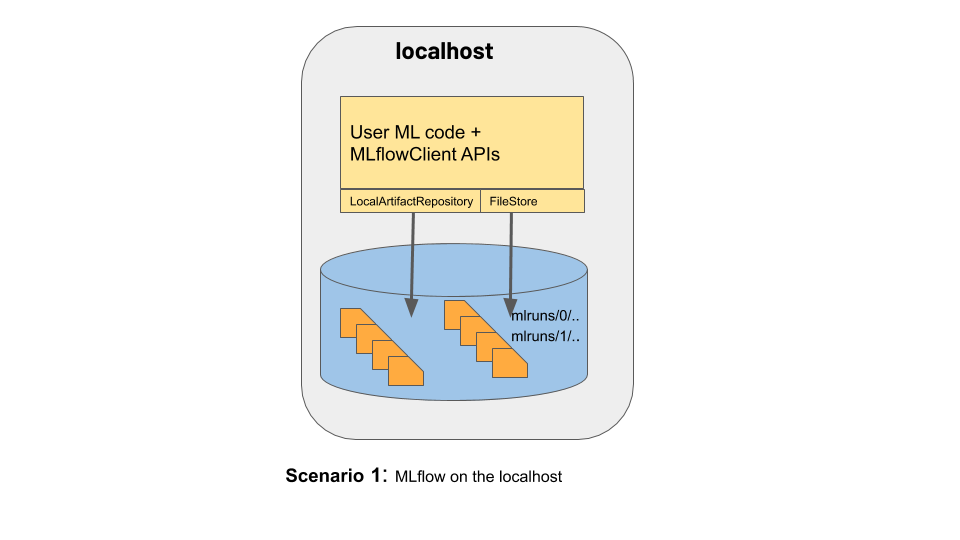 localhost
User ML code +
MLflowClient APIs
LocalArtifactRepository
FileStore
mlruns/0/..
mlruns/1/..
Scenario 1: MLflow on the localhost